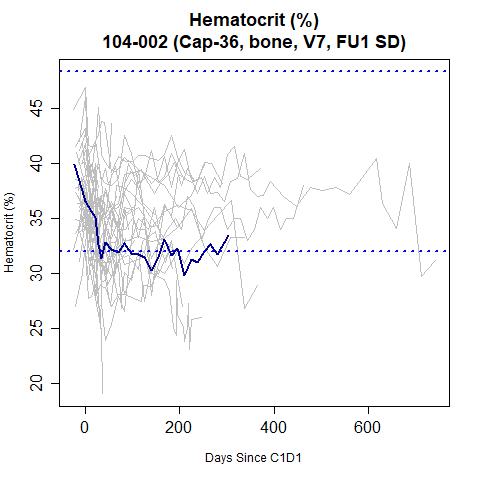 Hematocrit (%)
104-002 (Cap-36, bone, V7, FU1 SD)
Hematocrit (%)
45
40
35
30
25
20
0
200
400
600
Days Since C1D1